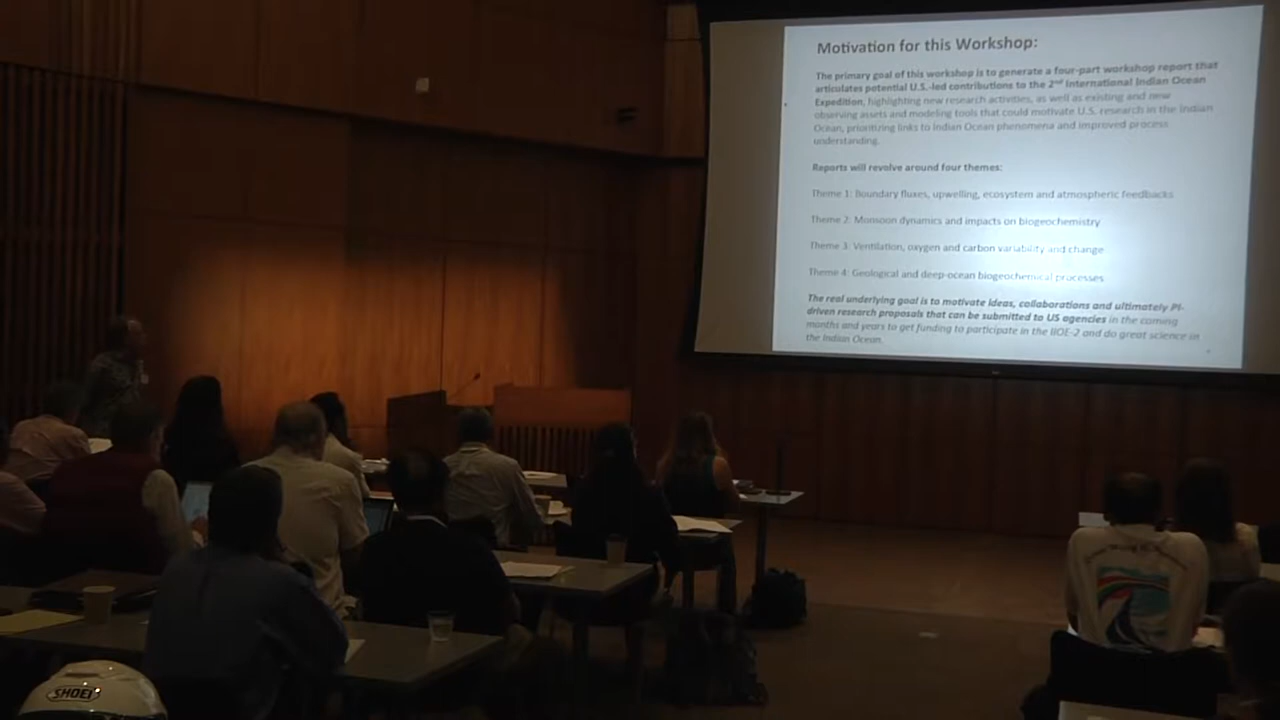 Motivation for this Workshop:
The primary goal of this workshop is to generate a four-part workshop report that
articulates potential U.S.-led contributions to the 2nd International Indian Ocean
Expedition, highlighting new research activities, as well as existing and new
observing assets and modeling tools that could motivate U.S. research in the Indian
Ocean, prioritizing links to Indian Ocean phenomena and improved process
understanding.
Reports will revolve around four themes:
Theme 1: Boundary fluxes, upwelling, ecosystem and atmospheric feedbacks
Theme 2: Monsoon dynamics and impacts on biogeochemistry
Theme 3: Ventilation, oxygen and carbon variability and change
Theme 4: Geological and deep-ocean biogeochemical processes
The real underlying goal is to motivate ideas, collaborations and ultimately PI-
driven research proposals that can be submitted to US agencies in the coming
months and years to get funding to participate in the IIOE-2 and do great science in
the Indian Ocean.
SHOEI